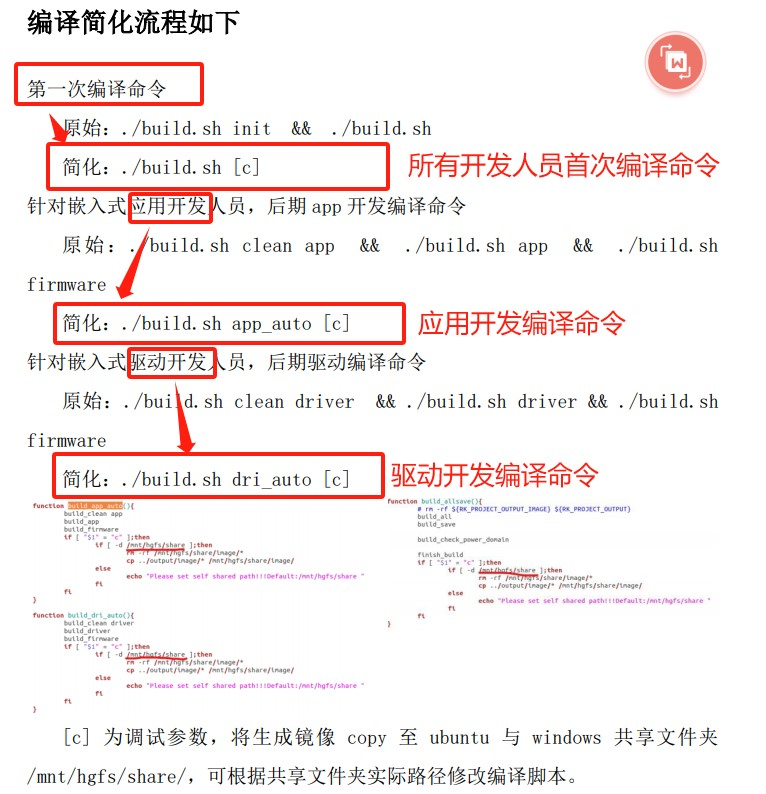 编译简化流程如下
第一次编译命令
原始：./build.sh init && ./build.sh
简化：./build.sh [c]
所有开发人员首次编译命令
针对嵌入式应用开发人员，后期 app 开发编译命令
原始：./build.sh clean app && ./build.sh app && ./build.sh
firmware
简化：./build.sh app_auto [c]
应用开发编译命令
针对嵌入式驱动开发人员，后期驱动编译命令
原始：./build.sh clean driver && ./build.sh driver && ./build.sh
firmware
简化：./build.sh dri_auto [c]
驱动开发编译命令
function build_app_auto(){
build_clean app
build_app
build_firmware
if [ "$1" = "c" ];then
if [ -d /mnt/hgfs/share ];then
rm -rf /mnt/hgfs/share/image/*
cp ../output/image/* /mnt/hgfs/share/image/
else
echo "Please set self shared path!!!Default:/mnt/hgfs/share "
fi
fi
}
function build_dri_auto(){
build_clean driver
build_driver
build_firmware
if [ "$1" = "c" ];then
if [ -d /mnt/hgfs/share ];then
rm -rf /mnt/hgfs/share/image/*
cp ../output/image/* /mnt/hgfs/share/image/
else
echo "Please set self shared path!!!Default:/mnt/hgfs/share "
fi
fi
}
function build_allsave(){
# rm -rf ${RK_PROJECT_OUTPUT_IMAGE} ${RK_PROJECT_OUTPUT}
build_all
build_save
build_check_power_domain
finish_build
if [ "$1" = "c" ];then
if [ -d /mnt/hgfs/share ];then
rm -rf /mnt/hgfs/share/image/*
cp ../output/image/* /mnt/hgfs/share/image/
else
echo "Please set self shared path!!!Default:/mnt/hgfs/share "
fi
fi
}
[c] 为调试参数，将生成镜像 copy 至 ubuntu 与 windows 共享文件夹
/mnt/hgfs/share/，可根据共享文件夹实际路径修改编译脚本。